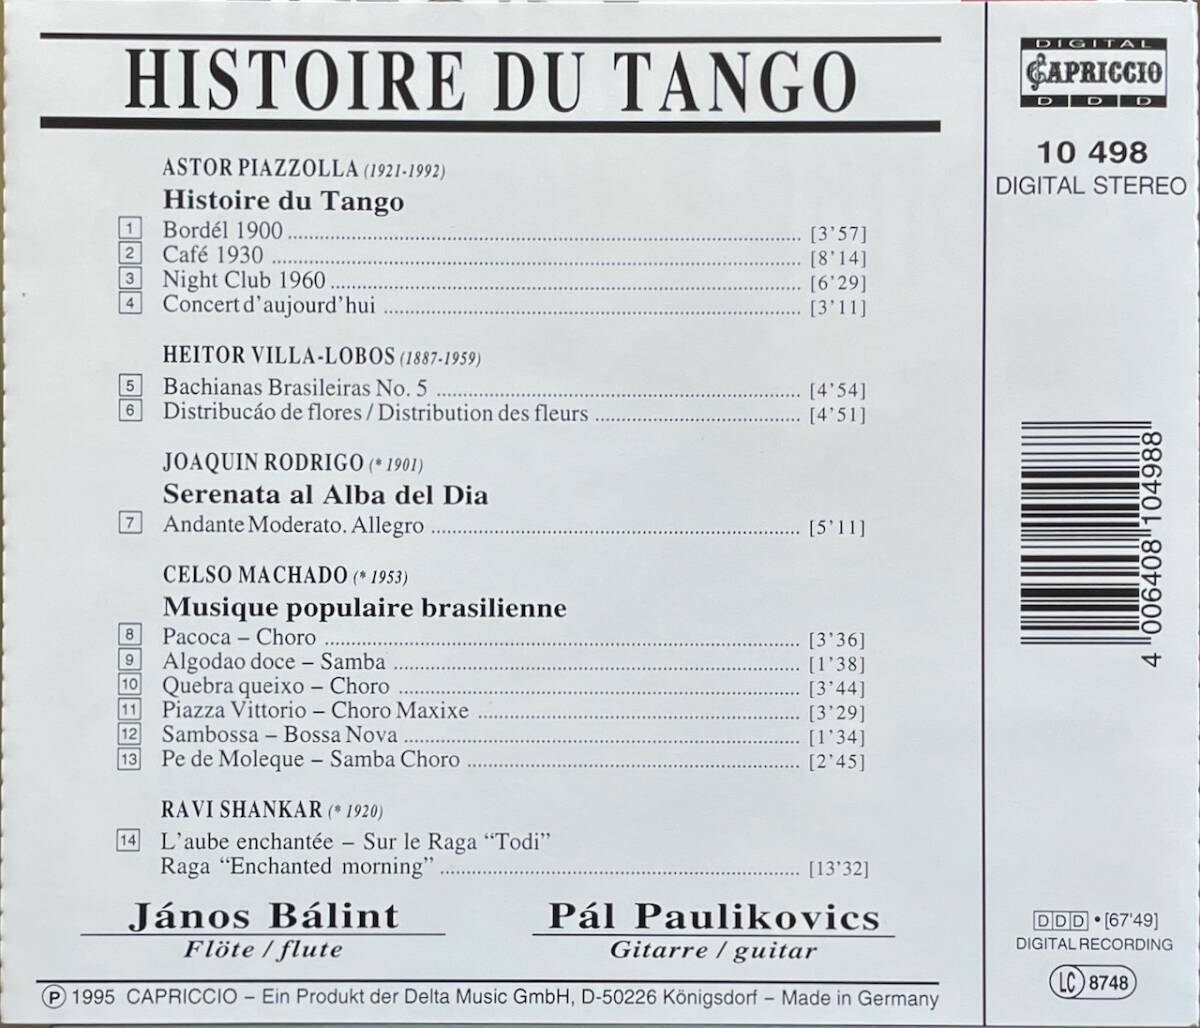 HISTOIRE DU TANGO
ASTOR PIAZZOLLA (1921-1992)
Histoire du Tango
1 Bordél 1900 [3'57]
2 Café 1930 [8'14]
3 Night Club 1960 [6'29]
4 Concert d'aujourd'hui [3'11]
HEITOR VILLA-LOBOS (1887-1959)
5 Bachianas Brasileiras No. 5 [4'54]
6 Distribucáo de flores / Distribution des fleurs [4'51]
JOAQUIN RODRIGO (* 1901)
Serenata al Alba del Dia
7 Andante Moderato. Allegro [5'11]
CELSO MACHADO (* 1953)
Musique populaire brasilienne
8 Pacoca – Choro [3'36]
9 Algodao doce – Samba [1'38]
10 Quebra queixo – Choro [3'44]
11 Piazza Vittorio – Choro Maxixe [3'29]
12 Sambossa – Bossa Nova [1'34]
13 Pe de Moleque – Samba Choro [2'45]
RAVI SHANKAR (* 1920)
14 L'aube enchantée – Sur le Raga “Todi”
Raga “Enchanted morning” [13'32]
János Bálint
Flöte / flute
Pál Paulikovics
Gitarre / guitar
Ⓟ 1995 CAPRICCIO – Ein Produkt der Delta Music GmbH, D-50226 Königsdorf – Made in Germany
DIGITAL
CAPRICCIO
D D D
10 498
DIGITAL STEREO
4 006408 104988
DDD • [67'49]
DIGITAL RECORDING
LC 8748